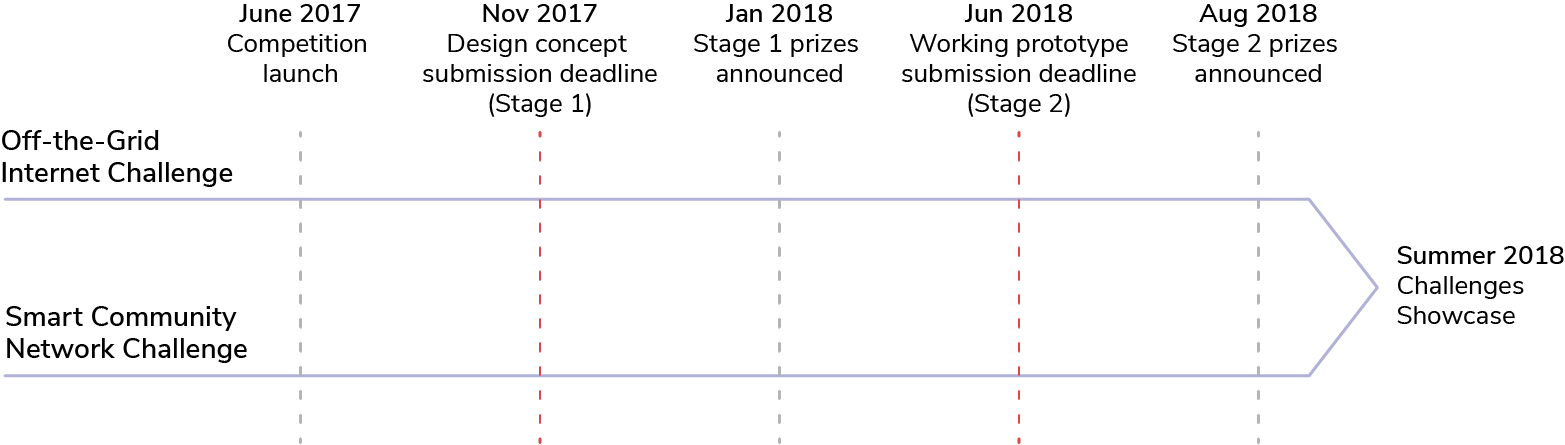 June 2017
Competition
launch
Nov 2017
Design concept
submission deadline
(Stage 1)
Jan 2018
Stage 1 prizes
announced
Jun 2018
Working prototype
submission deadline
(Stage 2)
Aug 2018
Stage 2 prizes
announced
Off-the-Grid
Internet Challenge
Smart Community
Network Challenge
Summer 2018
Challenges
Showcase